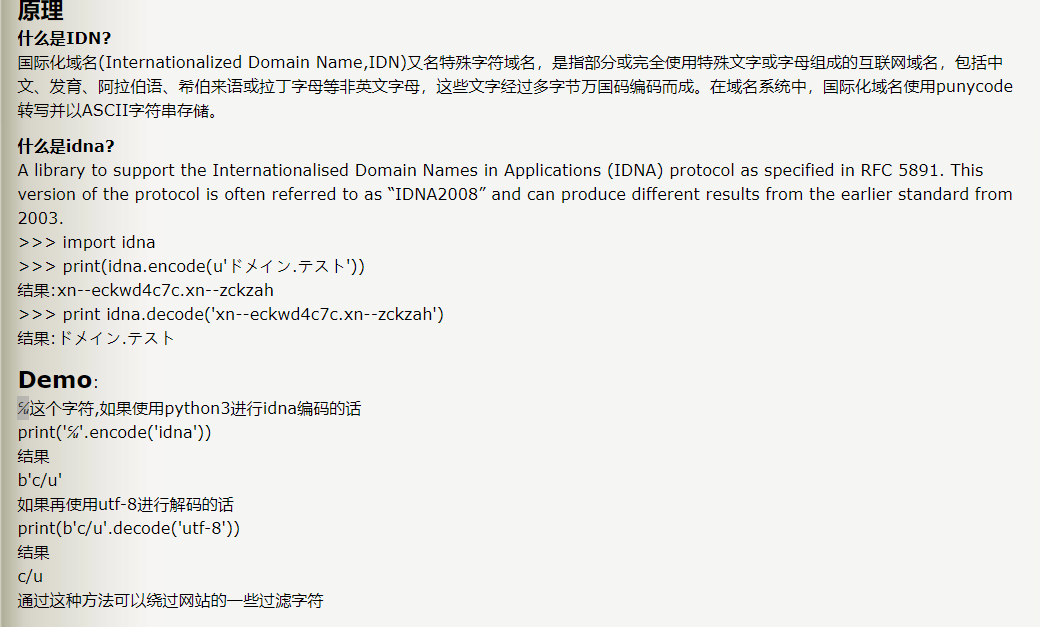 原理
什么是IDN?
国际化域名(Internationalized Domain Name,IDN)又名特殊字符域名，是指部分或完全使用特殊文字或字母组成的互联网域名，包括中
文、发育、阿拉伯语、希伯来语或拉丁字母等非英文字母，这些文字经过多字节万国码编码而成。在域名系统中，国际化域名使用punycode
转写并以ASCII字符串存储。
什么是idna?
A library to support the Internationalised Domain Names in Applications (IDNA) protocol as specified in RFC 5891. This
version of the protocol is often referred to as “IDNA2008” and can produce different results from the earlier standard from
2003.
>>> import idna
>>> print(idna.encode(u'ドメイン.テスト'))
结果:xn--eckwd4c7c.xn--zckzah
>>> print idna.decode('xn--eckwd4c7c.xn--zckzah')
结果:ドメイン.テスト
Demo:
℆这个字符,如果使用python3进行idna编码的话
print('℆'.encode('idna'))
结果
b'c/u'
如果再使用utf-8进行解码的话
print(b'c/u'.decode('utf-8'))
结果
c/u
通过这种方法可以绕过网站的一些过滤字符